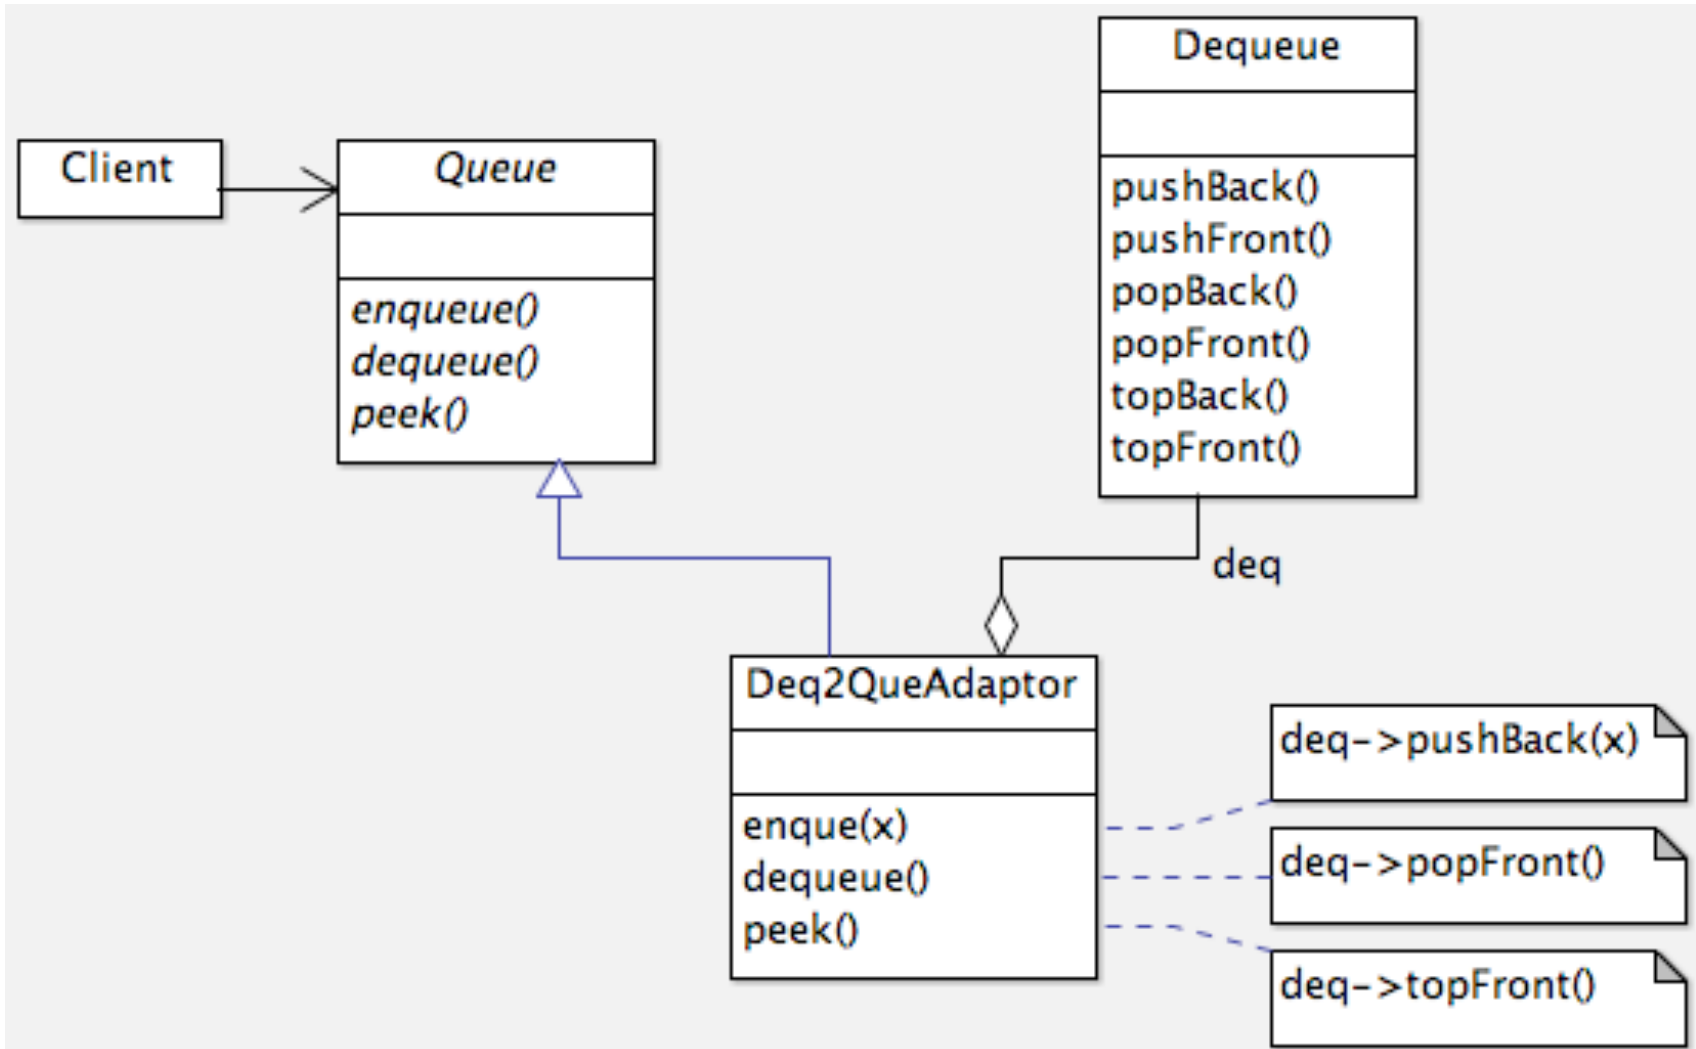 Client
Queue
enqueue()
dequeue()
peek()
Dequeue
pushBack()
pushFront()
popBack()
popFront()
topBack()
topFront()
deq
Deq2QueAdaptor
enque(x)
dequeue()
peek()
deq->pushBack(x)
deq->popFront()
deq->topFront()